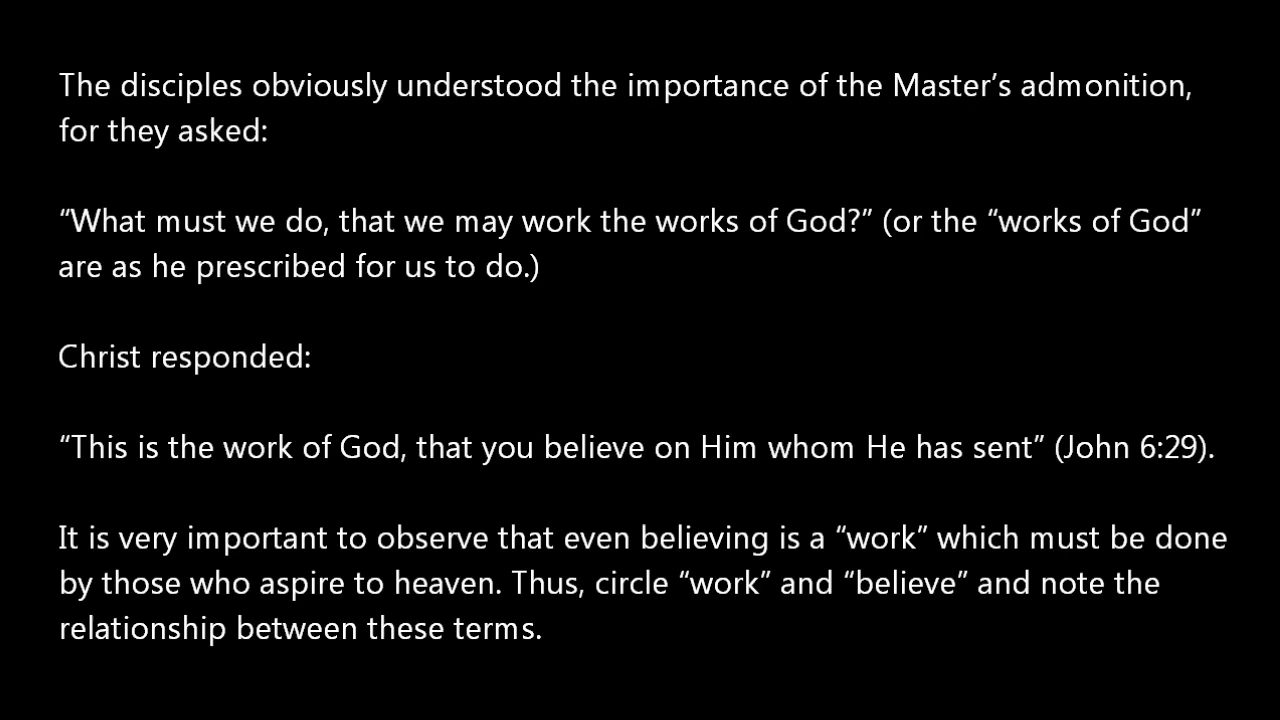 The disciples obviously understood the importance of the Master’s admonition,
for they asked:
“What must we do, that we may work the works of God?” (or the “works of God”
are as he prescribed for us to do.)
Christ responded:
“This is the work of God, that you believe on Him whom He has sent” (John 6:29).
It is very important to observe that even believing is a “work” which must be done
by those who aspire to heaven. Thus, circle “work” and “believe” and note the
relationship between these terms.